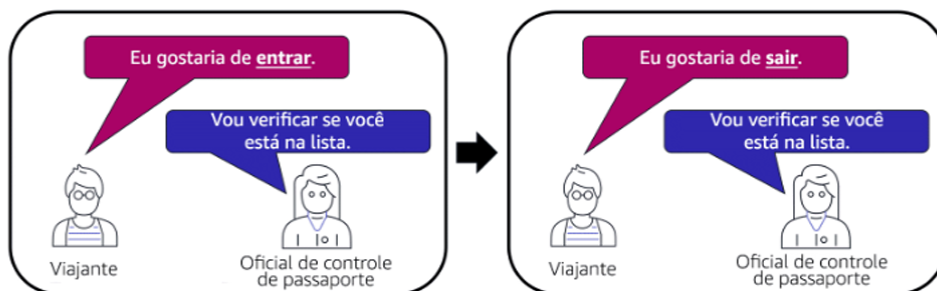 Eu gostaria de entrar.
Vou verificar se você
está na lista.
Viajante
Oficial de controle
de passaporte
Eu gostaria de sair.
Vou verificar se você
está na lista.
Viajante
Oficial de controle
de passaporte